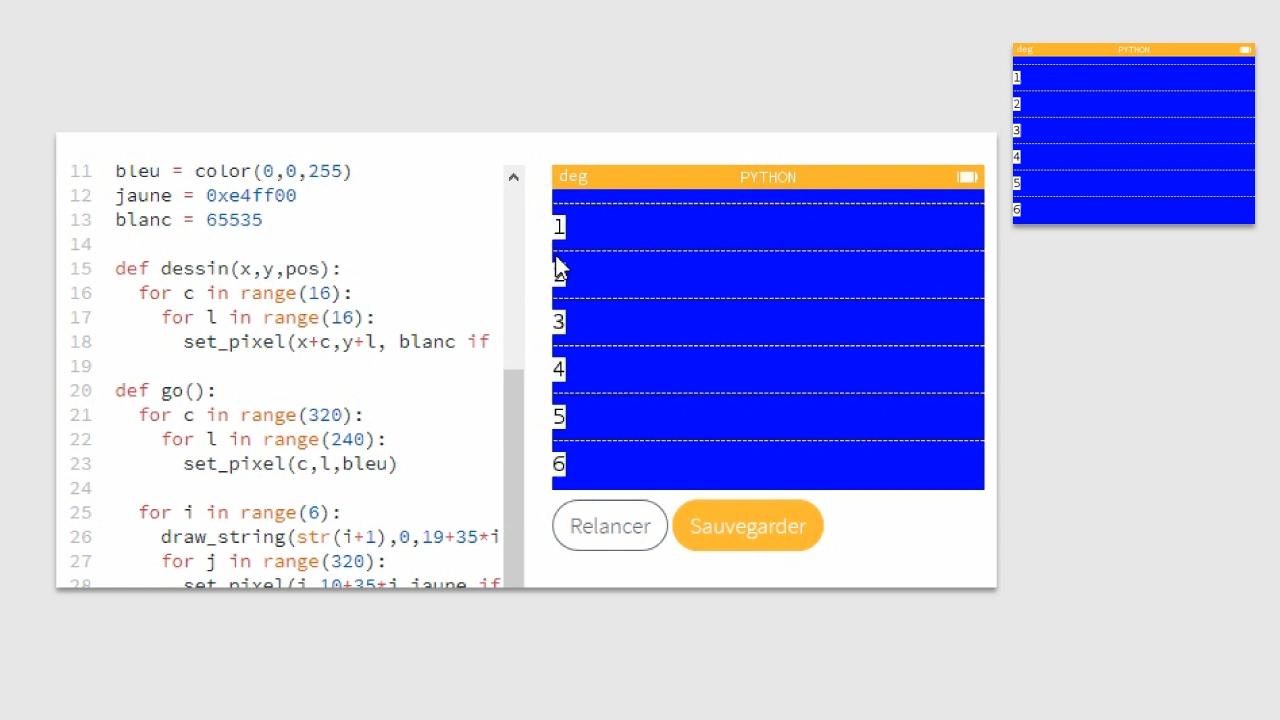 11 bleu = color(0,0,255)
12 jaune = 0xe4ff00
13 blanc = 65535
14
15 def dessin(x,y,pos):
16 for c in range(16):
17 for l in range(16):
18 set_pixel(x+c,y+l, blanc if
19
20 def go():
21 for c in range(320):
22 for l in range(240):
23 set_pixel(c,l,bleu)
24
25 for i in range(6):
26 draw_string(str(i+1),0,19+35*i
27 for j in range(320):
28 set_pixel(j,10+35*i,jaune if
deg PYTHON
1
2
3
4
5
6
Relancer Sauvegarder
deg PYTHON
1
2
3
4
5
6